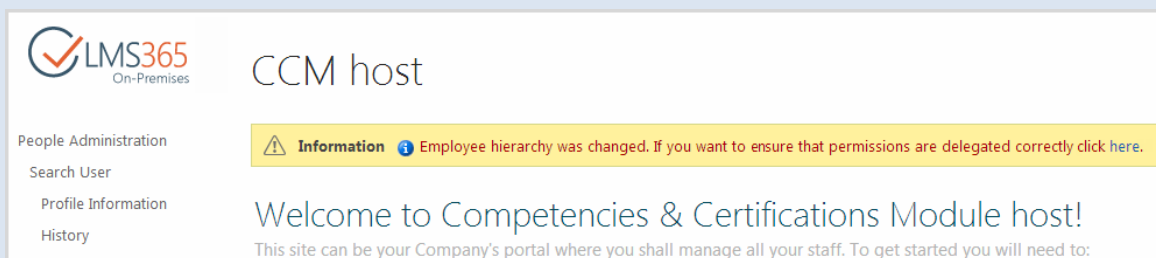 LMS365
On-Premises
CCM host
People Administration
Search User
Profile Information
History
Information Employee hierarchy was changed. If you want to ensure that permissions are delegated correctly click here.
Welcome to Competencies & Certifications Module host!
This site can be your Company's portal where you shall manage all your staff. To get started you will need to: